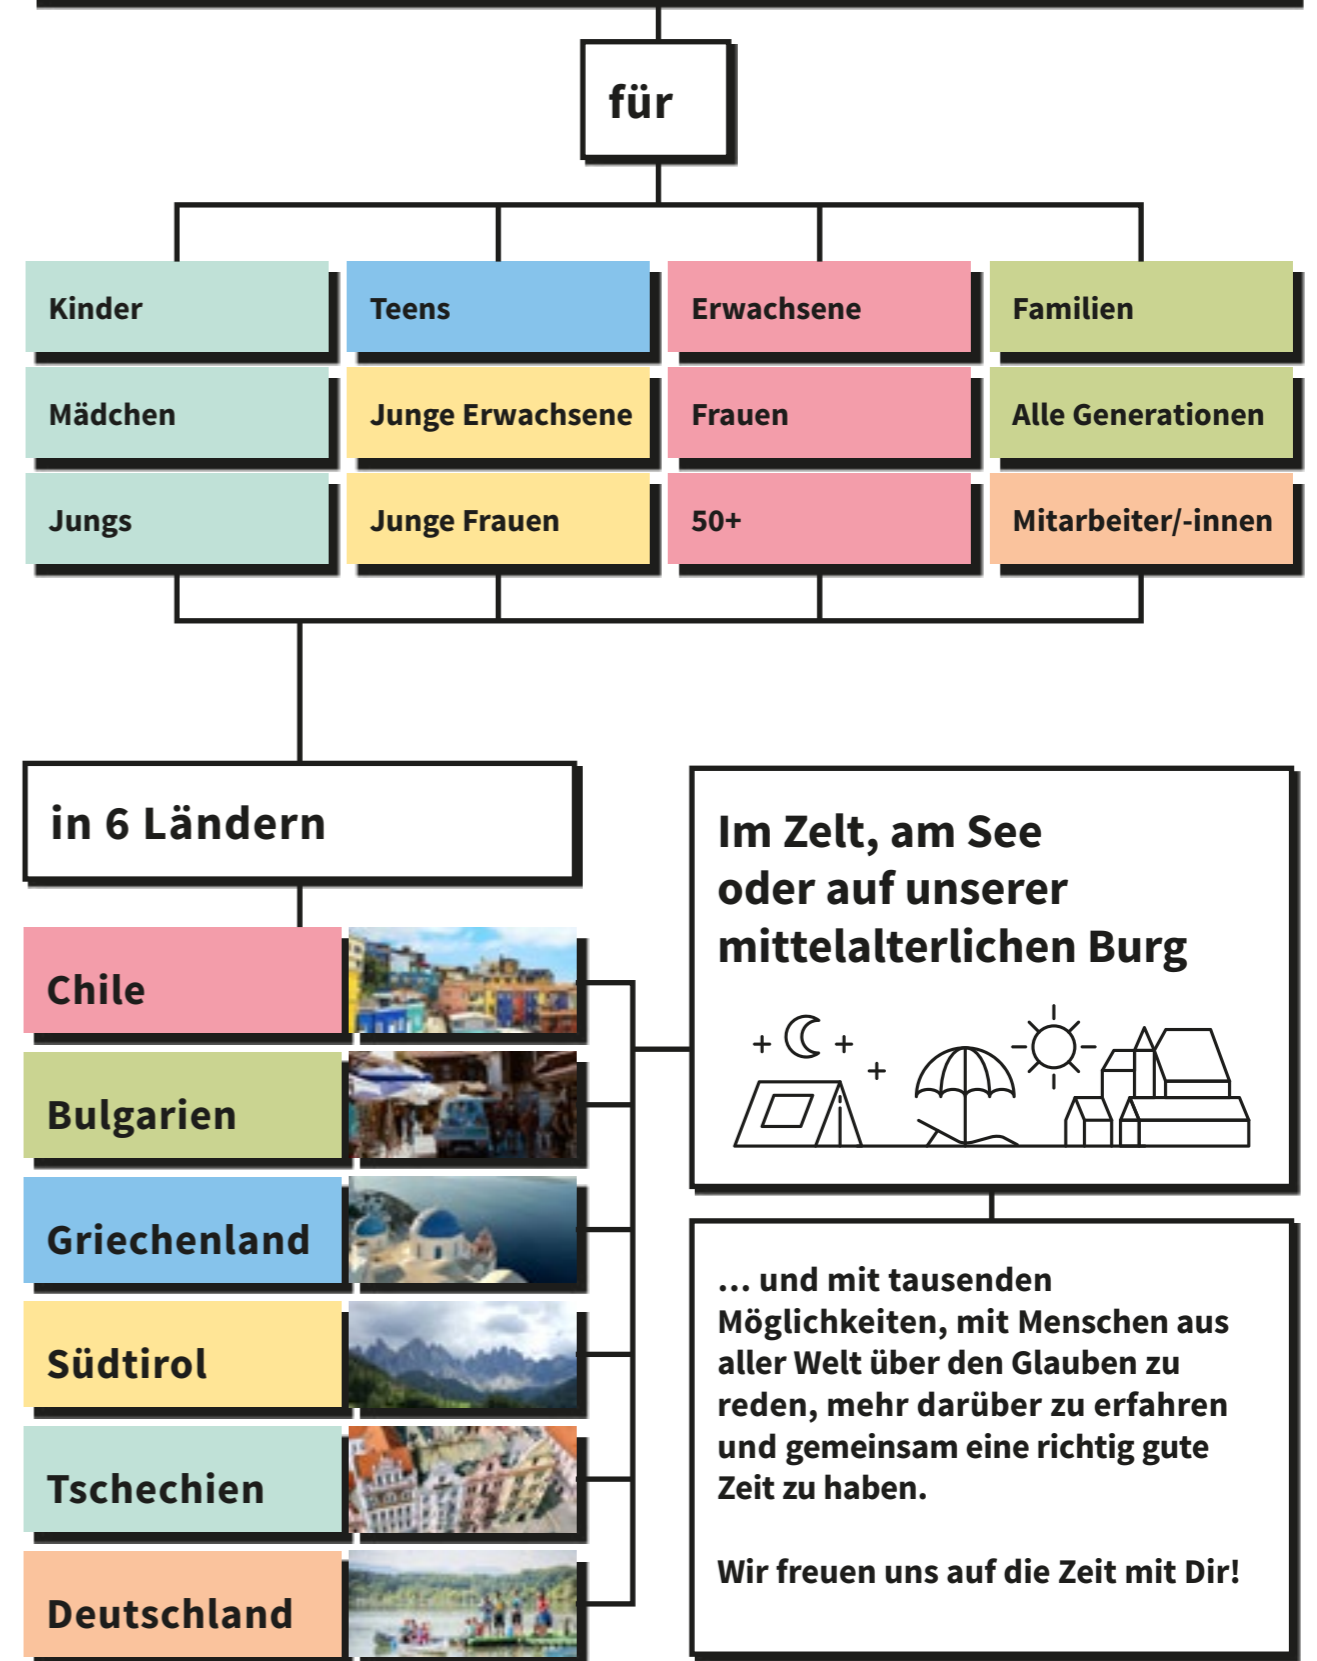 für
Kinder
Teens
Erwachsene
Familien
Mädchen
Junge Erwachsene
Frauen
Alle Generationen
Jungs
Junge Frauen
50+
Mitarbeiter/-innen
in 6 Ländern
Chile
Bulgarien
Griechenland
Südtirol
Tschechien
Deutschland
Im Zelt, am See
oder auf unserer
mittelalterlichen Burg
… und mit tausenden
Möglichkeiten, mit Menschen aus
aller Welt über den Glauben zu
reden, mehr darüber zu erfahren
und gemeinsam eine richtig gute
Zeit zu haben.
Wir freuen uns auf die Zeit mit Dir!